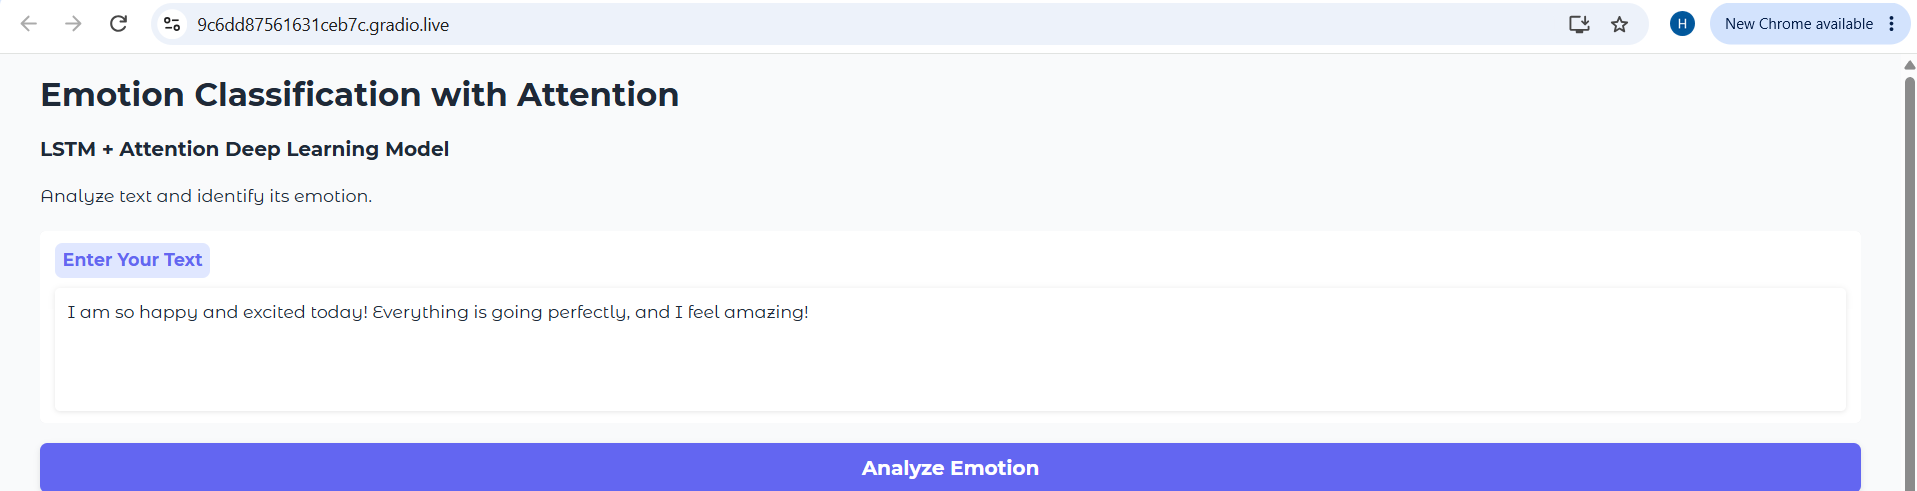 9c6dd87561631ceb7c.gradio.live
H
New Chrome available
Emotion Classification with Attention
LSTM + Attention Deep Learning Model
Analyze text and identify its emotion.
Enter Your Text
I am so happy and excited today! Everything is going perfectly, and I feel amazing!
Analyze Emotion